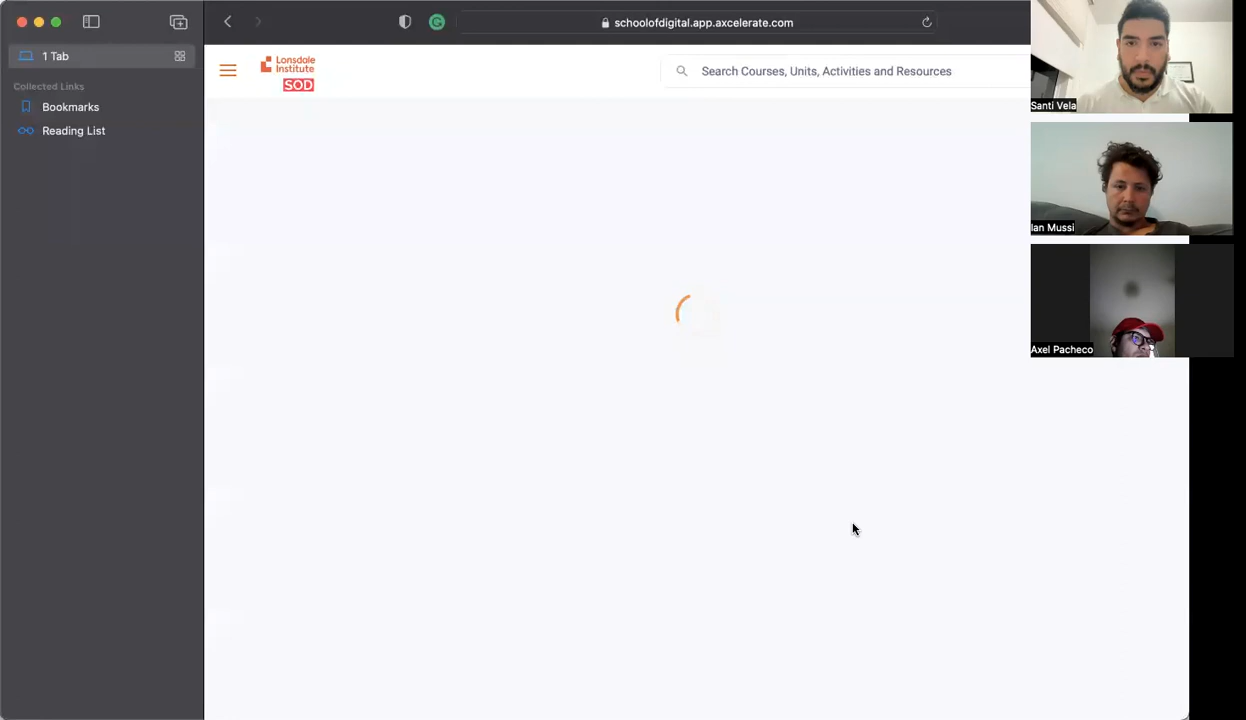 1 Tab
Collected Links
Bookmarks
Reading List
schoolofdigital.app.axcelerate.com
Lonsdale
Institute
SOD
Search Courses, Units, Activities and Resources
Santi Vela
Ian Mussi
Axel Pacheco